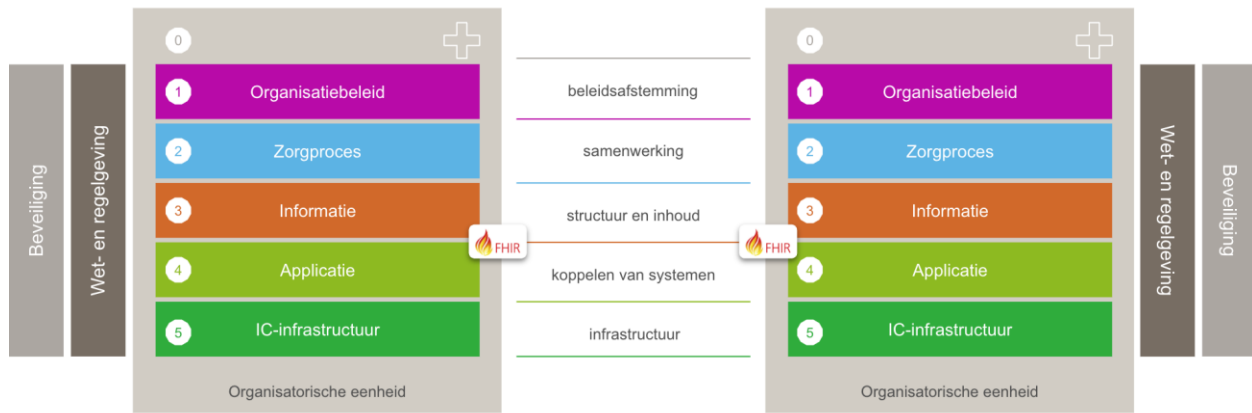 Beveiliging
Wet- en regelgeving
0
1 Organisatiebeleid
2 Zorgproces
3 Informatie
FHIR
4 Applicatie
5 IC-infrastructuur
Organisatorische eenheid
beleidsafstemming
samenwerking
structuur en inhoud
koppelen van systemen
infrastructuur
0
1 Organisatiebeleid
2 Zorgproces
3 Informatie
FHIR
4 Applicatie
5 IC-infrastructuur
Organisatorische eenheid
Wet- en regelgeving
Beveiliging